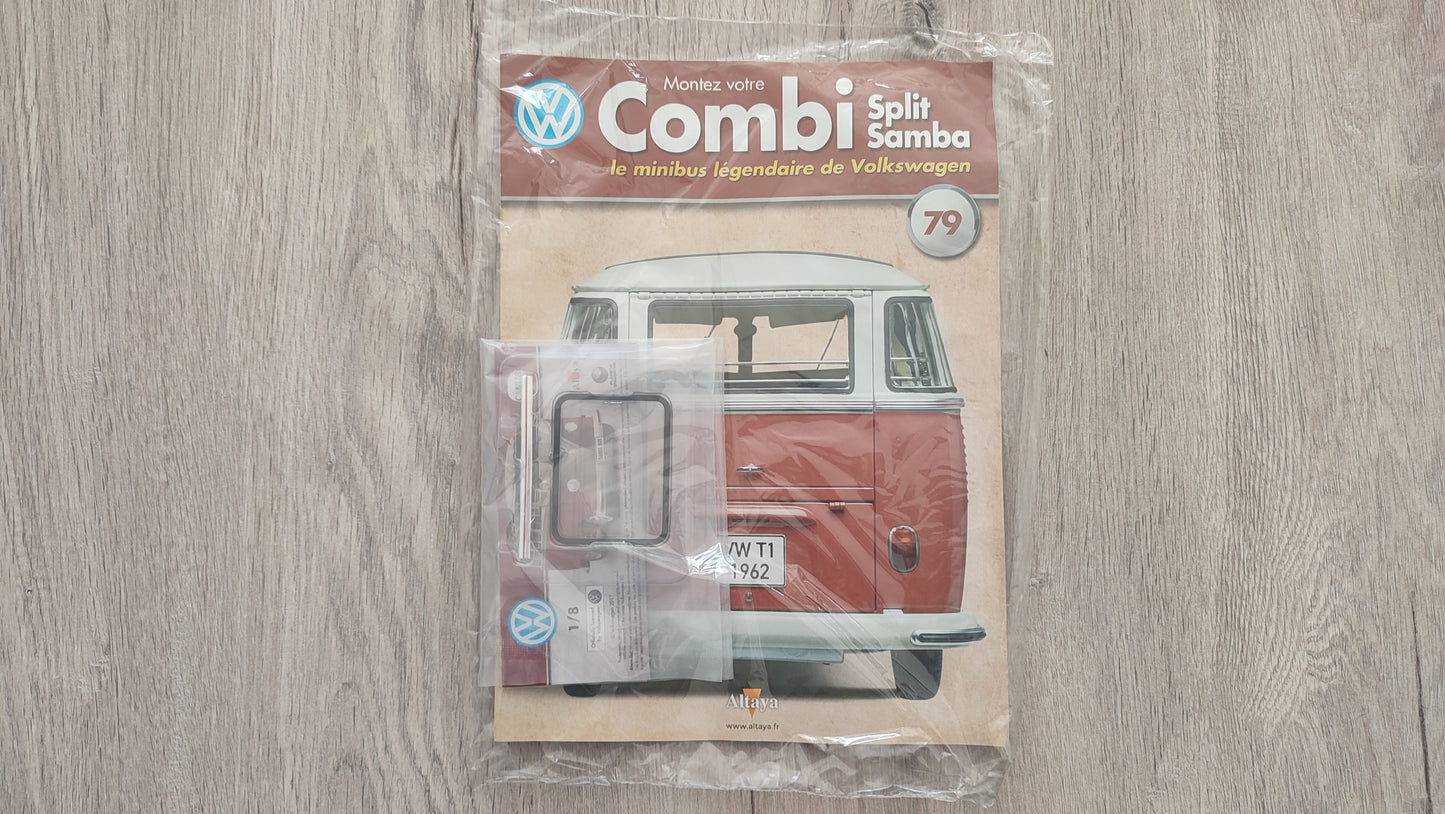 Montez votre
Combi
Split
Samba
le minibus légendaire de Volkswagen
79
VW T1
1962
1/8
Altaya
www.altaya.fr